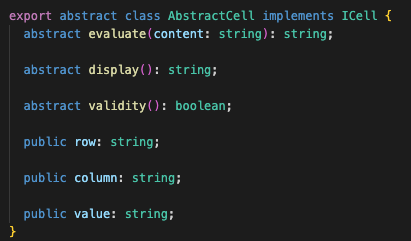 export abstract class AbstractCell implements ICell {
abstract evaluate(content: string): string;
abstract display(): string;
abstract validity(): boolean;
public row: string;
public column: string;
public value: string;
}